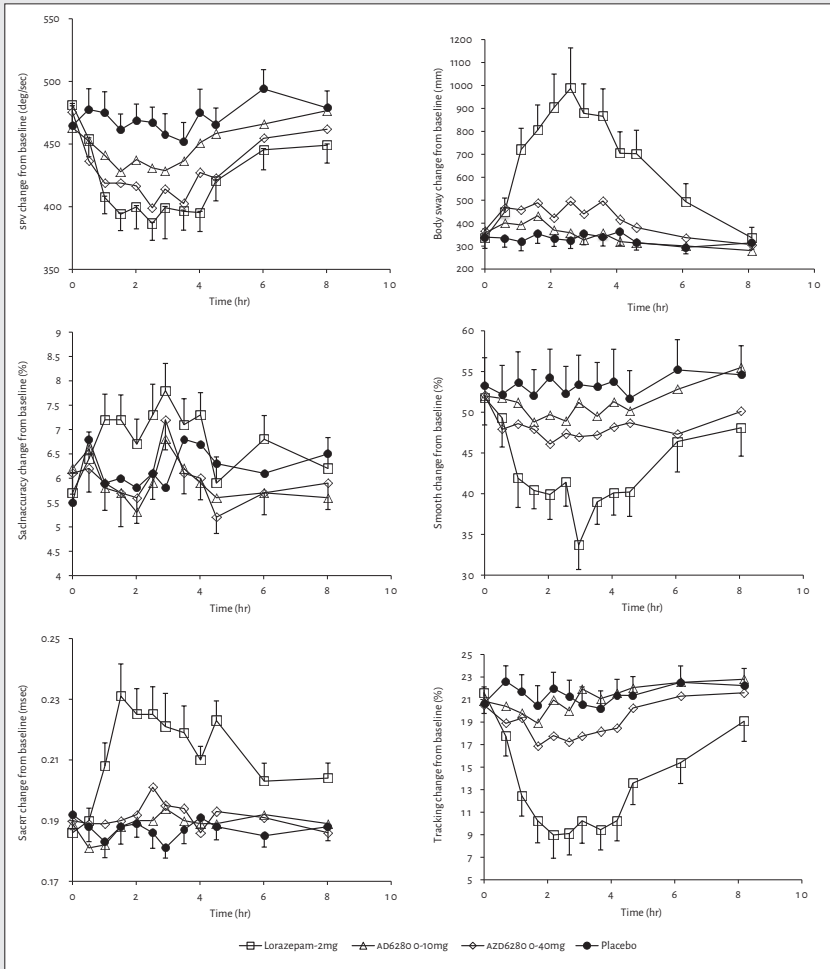 SPV change from baseline (deg/sec)
550
500
450
400
350
0 2 4 6 8 10
Time (hr)
Body sway change from baseline (mm)
1200
1100
1000
900
800
700
600
500
400
300
200
0 2 4 6 8 10
Time (hr)
SacInaccuracy change from baseline (%)
9
8.5
8
7.5
7
6.5
6
5.5
5
4.5
4
0 2 4 6 8 10
Time (hr)
Smooth change from baseline (%)
60
55
50
45
40
35
30
0 2 4 6 8 10
Time (hr)
SacRT change from baseline (msec)
0.25
0.23
0.21
0.19
0.17
0 2 4 6 8 10
Time (hr)
Tracking change from baseline (%)
25
23
21
19
17
15
13
11
9
7
5
0 2 4 6 8 10
Time (hr)
Lorazepam-2mg AD6280 0-10mg AZD6280 0-40mg Placebo